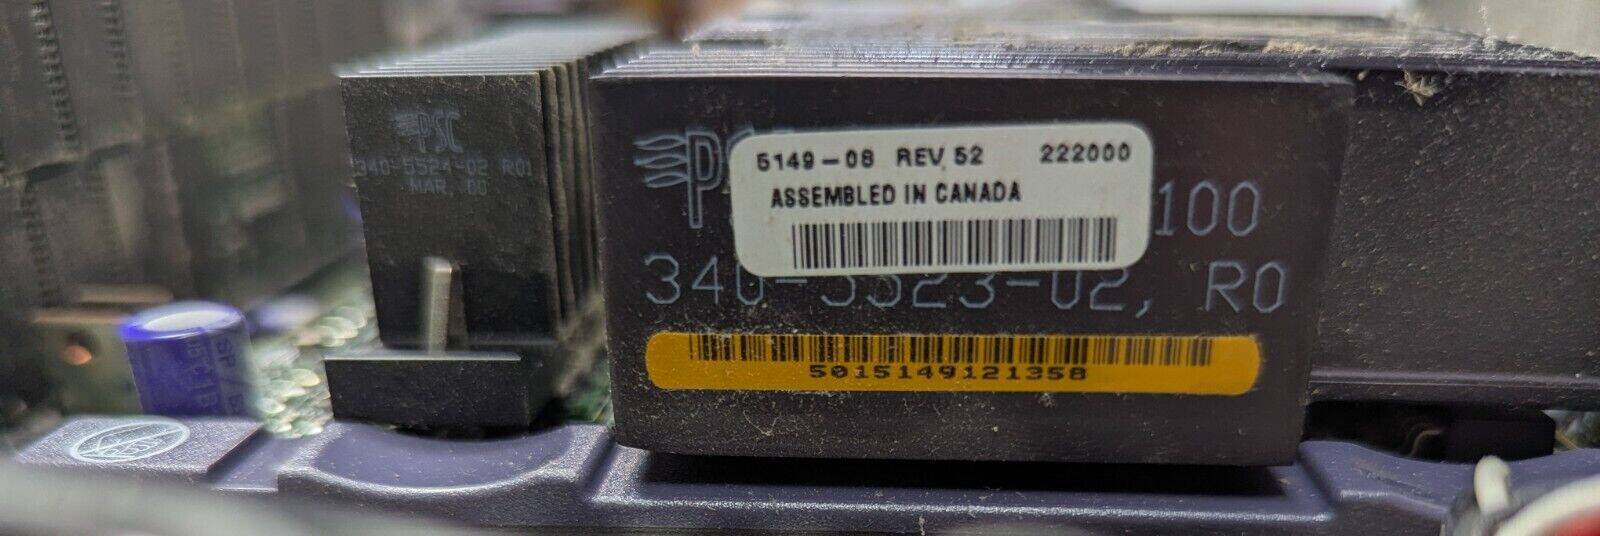 PSC
340-5524-02 R01
MAR. 00
5149-08 REV 52 222000
ASSEMBLED IN CANADA
100
340-5523-02, R0
5015149121358